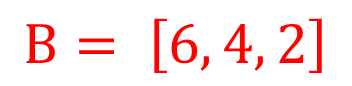 B = [6, 4, 2]